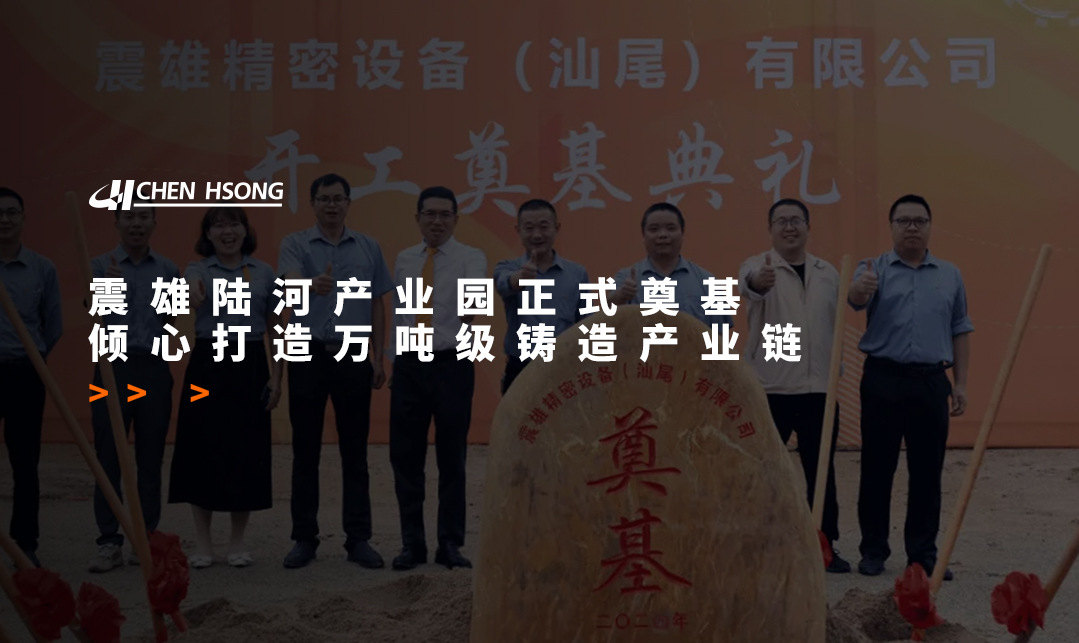 震雄精密设备（汕尾）有限公司
开工奠基典礼
CHEN HSONG
震雄陆河产业园正式奠基
倾心打造万吨级铸造产业链
>> >
震雄精密设备（汕尾）有限公司
奠
基
二〇二四年